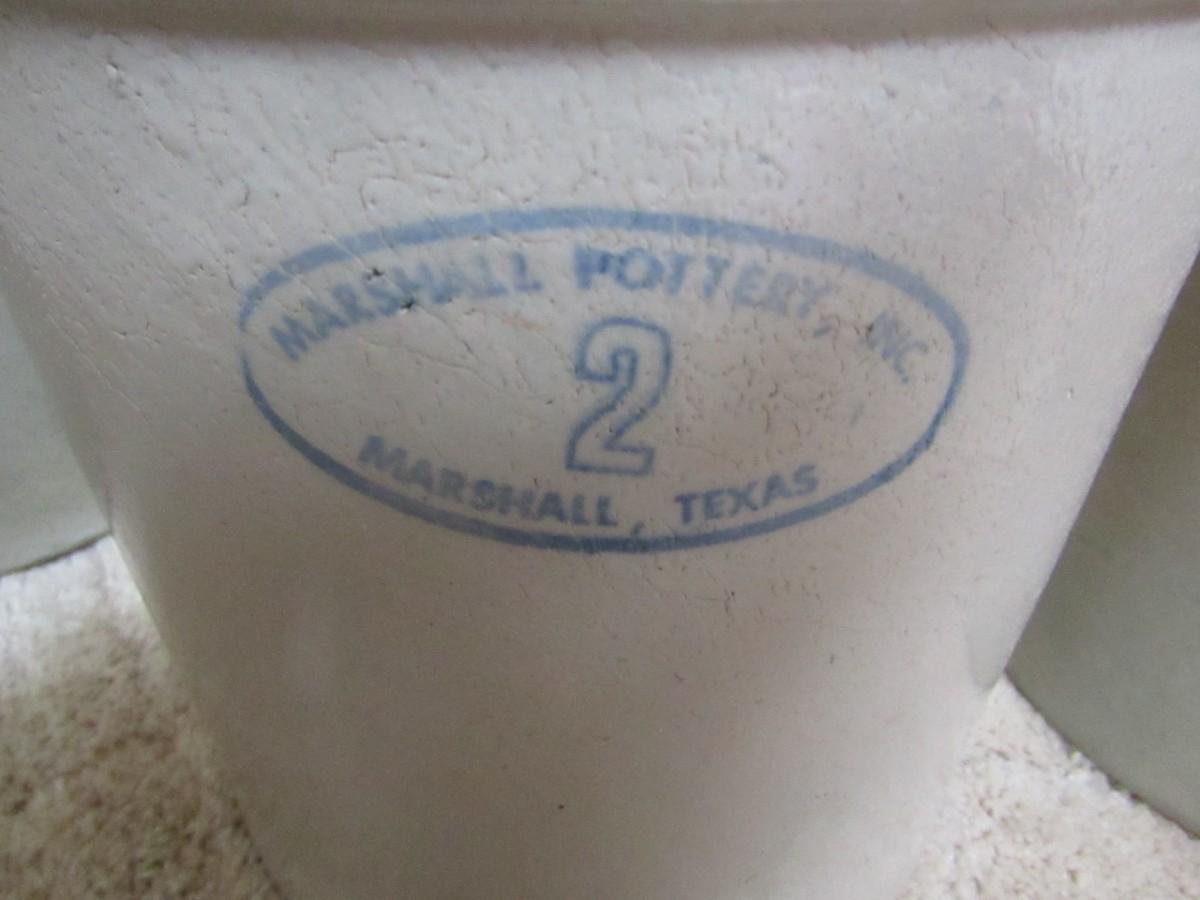 MARSHALL POTTERY, INC.
2
MARSHALL, TEXAS